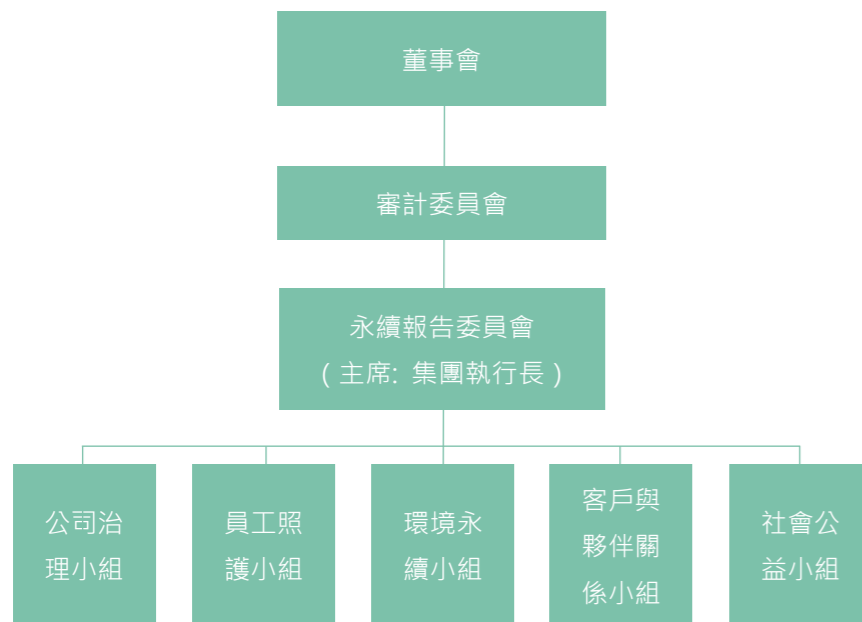 董事會
審計委員會
永續報告委員會
( 主席: 集團執行長 )
公司治
理小組
員工照
護小組
環境永
續小組
客戶與
夥伴關
係小組
社會公
益小組